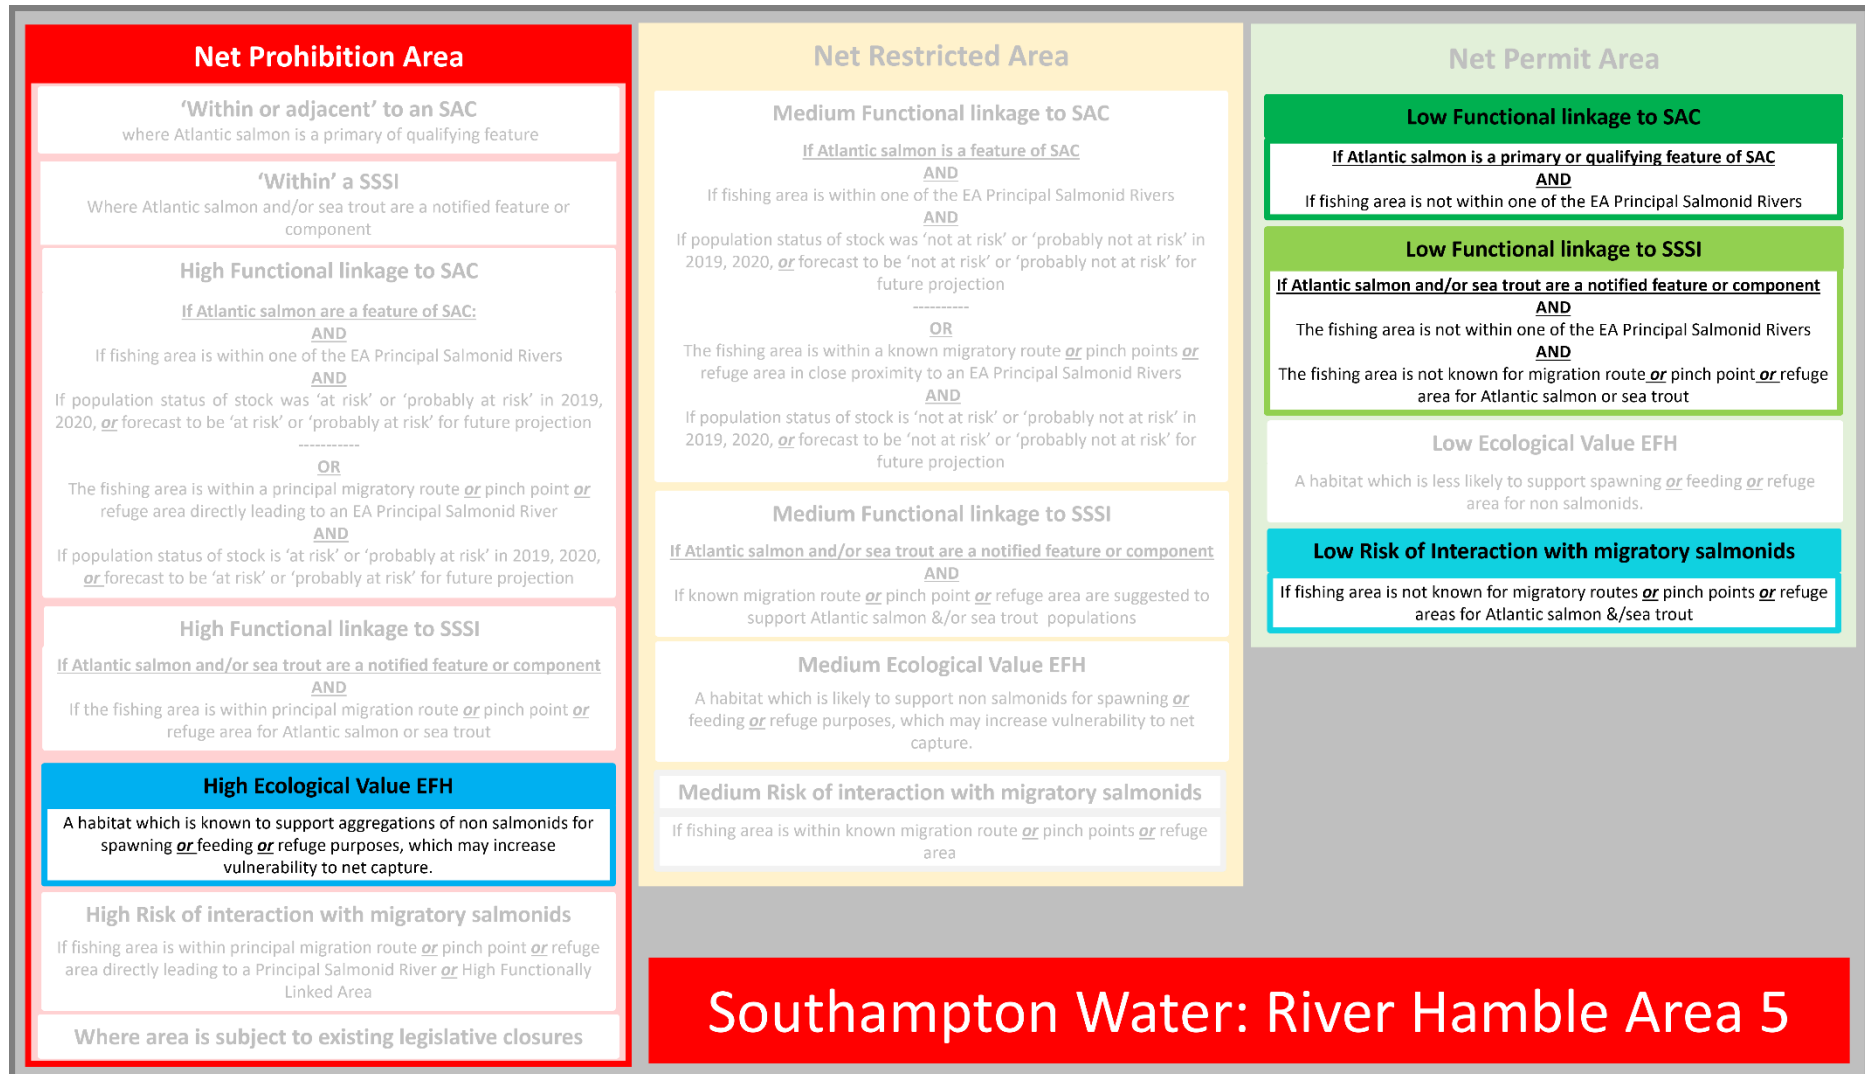 Net Prohibition Area
‘Within or adjacent’ to an SAC
where Atlantic salmon is a primary of qualifying feature
‘Within’ a SSSI
Where Atlantic salmon and/or sea trout are a notified feature or
component
High Functional linkage to SAC
If Atlantic salmon are a feature of SAC:
AND
If fishing area is within one of the EA Principal Salmonid Rivers
AND
If population status of stock was ‘at risk’ or ‘probably at risk’ in 2019,
2020, or forecast to be ‘at risk’ or ‘probably at risk’ for future projection
-----------
OR
The fishing area is within a principal migratory route or pinch point or
refuge area directly leading to an EA Principal Salmonid River
AND
If population status of stock is ‘at risk’ or ‘probably at risk’ in 2019, 2020,
or forecast to be ‘at risk’ or ‘probably at risk’ for future projection
High Functional linkage to SSSI
If Atlantic salmon and/or sea trout are a notified feature or component
AND
If the fishing area is within principal migration route or pinch point or
refuge area for Atlantic salmon or sea trout
High Ecological Value EFH
A habitat which is known to support aggregations of non salmonids for
spawning or feeding or refuge purposes, which may increase
vulnerability to net capture.
High Risk of interaction with migratory salmonids
If fishing area is within principal migration route or pinch point or refuge
area directly leading to a Principal Salmonid River or High Functionally
Linked Area
Where area is subject to existing legislative closures
Net Restricted Area
Medium Functional linkage to SAC
If Atlantic salmon is a feature of SAC
AND
If fishing area is within one of the EA Principal Salmonid Rivers
AND
If population status of stock was ‘not at risk’ or ‘probably not at risk’ in
2019, 2020, or forecast to be ‘not at risk’ or ‘probably not at risk’ for
future projection
----------
OR
The fishing area is within a known migratory route or pinch points or
refuge area in close proximity to an EA Principal Salmonid Rivers
AND
If population status of stock is ‘not at risk’ or ‘probably not at risk’ in
2019, 2020, or forecast to be ‘not at risk’ or ‘probably not at risk’ for
future projection
Medium Functional linkage to SSSI
If Atlantic salmon and/or sea trout are a notified feature or component
AND
If known migration route or pinch point or refuge area are suggested to
support Atlantic salmon &/or sea trout populations
Medium Ecological Value EFH
A habitat which is likely to support non salmonids for spawning or
feeding or refuge purposes, which may increase vulnerability to net
capture.
Medium Risk of interaction with migratory salmonids
If fishing area is within known migration route or pinch points or refuge
area
Net Permit Area
Low Functional linkage to SAC
If Atlantic salmon is a primary or qualifying feature of SAC
AND
If fishing area is not within one of the EA Principal Salmonid Rivers
Low Functional linkage to SSSI
If Atlantic salmon and/or sea trout are a notified feature or component
AND
The fishing area is not within one of the EA Principal Salmonid Rivers
AND
The fishing area is not known for migration route or pinch point or refuge
area for Atlantic salmon or sea trout
Low Ecological Value EFH
A habitat which is less likely to support spawning or feeding or refuge
area for non salmonids.
Low Risk of Interaction with migratory salmonids
If fishing area is not known for migratory routes or pinch points or refuge
areas for Atlantic salmon &/sea trout
Southampton Water: River Hamble Area 5